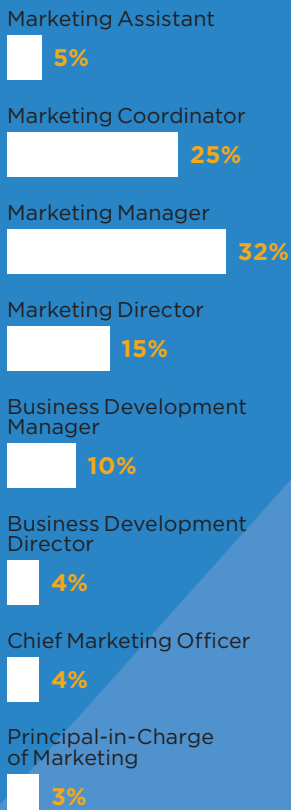 Marketing Assistant
5%
Marketing Coordinator
25%
Marketing Manager
32%
Marketing Director
15%
Business Development
Manager
10%
Business Development
Director
4%
Chief Marketing Officer
4%
Principal-in-Charge
of Marketing
3%